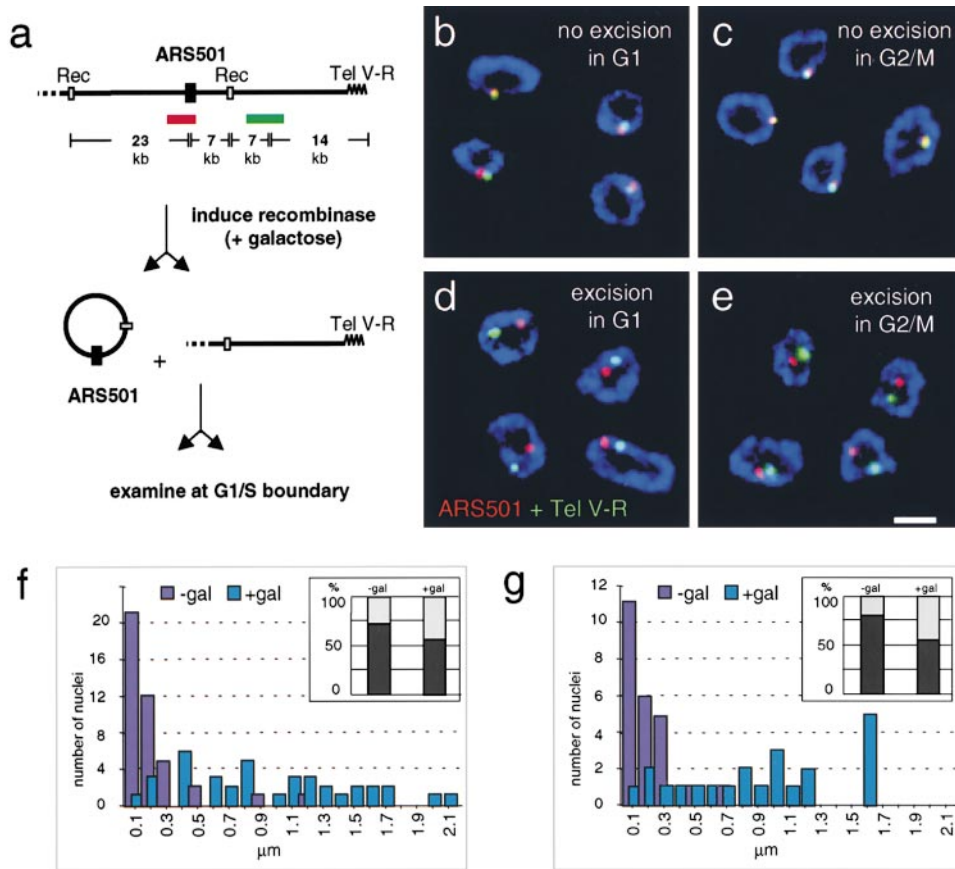 a
ARS501
Rec
Rec
Tel V-R
23 kb
7 kb
7 kb
14 kb
induce recombinase
(+ galactose)
Tel V-R
+
ARS501
examine at G1/S boundary
b
no excision
in G1
c
no excision
in G2/M
d
excision
in G1
ARS501 + Tel V-R
e
excision
in G2/M
f
-gal +gal
number of nuclei
20
16
12
8
4
0
0.1 0.3 0.5 0.7 0.9 1.1 1.3 1.5 1.7 1.9 2.1
µm
% -gal +gal
100
50
0
g
-gal +gal
number of nuclei
12
10
8
6
4
2
0
0.1 0.3 0.5 0.7 0.9 1.1 1.3 1.5 1.7 1.9 2.1
µm
% -gal +gal
100
50
0